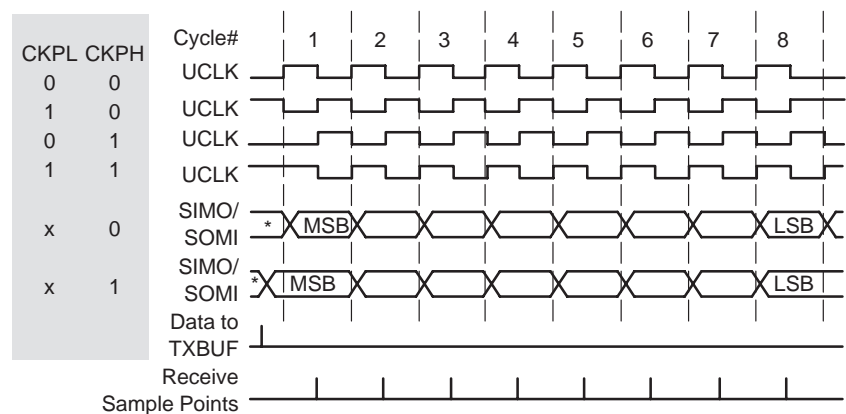 Cycle# 1 2 3 4 5 6 7 8
CKPL CKPH
0 0 UCLK
1 0 UCLK
0 1 UCLK
1 1 UCLK
x 0 SIMO/
SOMI * MSB LSB
x 1 SIMO/
SOMI * MSB LSB
Data to
TXBUF
Receive
Sample Points